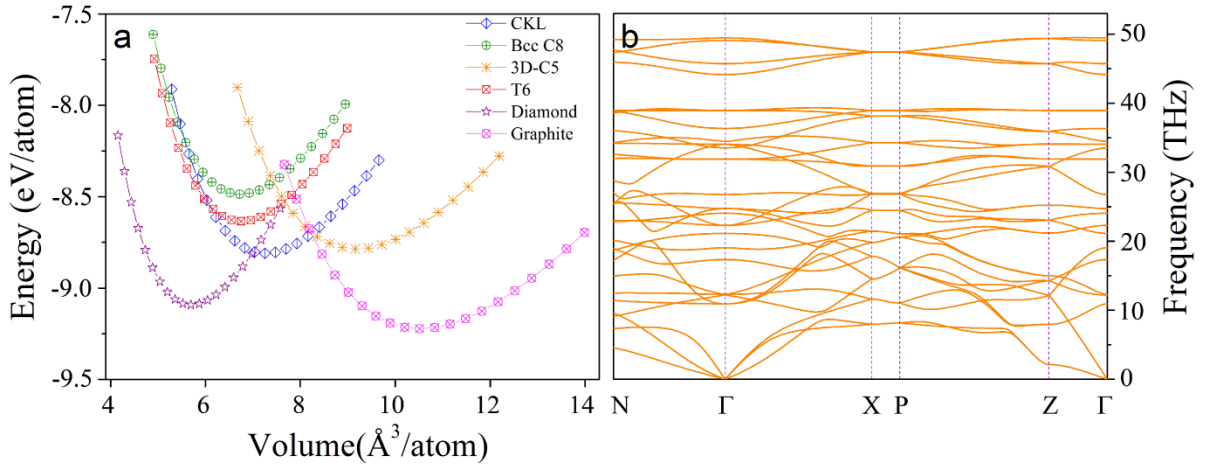 a
CKL
Bcc C8
3D-C5
T6
Diamond
Graphite
-7.5
-8.0
-8.5
-9.0
-9.5
Energy (eV/atom)
4 6 8 10 12 14
Volume(Å³/atom)
b
50
40
30
20
10
0
Frequency (THz)
N Γ X P Z Γ